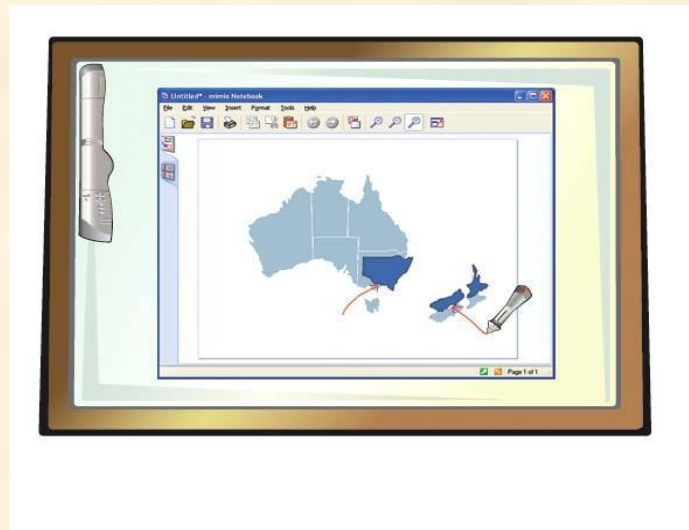 Untitled* - mimio Notebook
File Edit View Insert Format Tools Help
Page 1 of 1